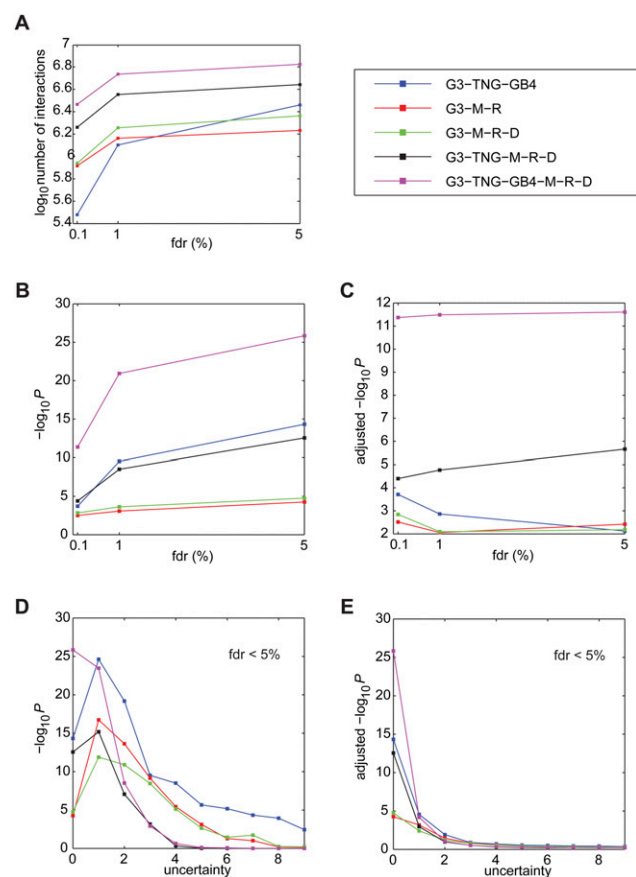 A
log10 number of interactions
7
6.8
6.6
6.4
6.2
6
5.8
5.6
5.4
0.1
1
5
fdr (%)
G3-TNG-GB4
G3-M-R
G3-M-R-D
G3-TNG-M-R-D
G3-TNG-GB4-M-R-D
B
-log10 P
30
25
20
15
10
5
0
0.1
1
5
fdr (%)
C
adjusted -log10 P
12
11
10
9
8
7
6
5
4
3
2
0.1
1
5
fdr (%)
D
fdr < 5%
-log10 P
30
25
20
15
10
5
0
0 2 4 6 8
uncertainty
E
fdr < 5%
adjusted -log10 P
30
25
20
15
10
5
0
0 2 4 6 8
uncertainty